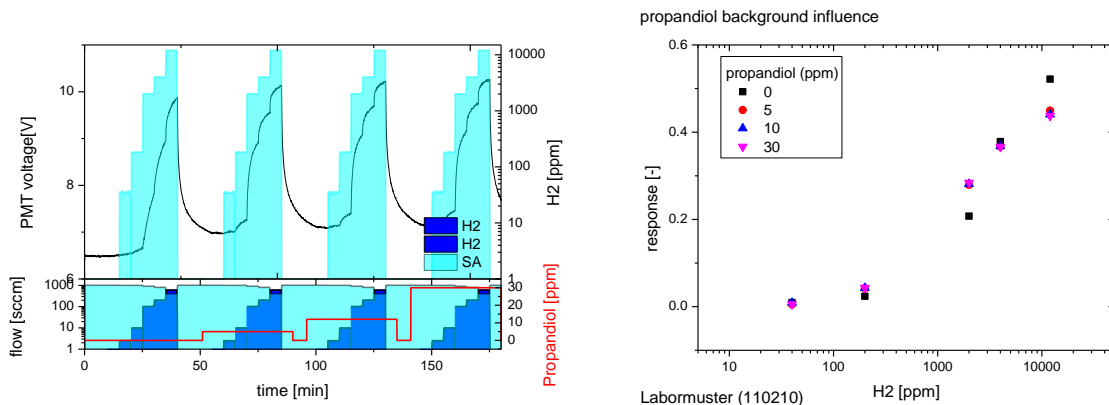 propandiol background influence
10000
1000
100
10
1
10
8
6
PMT voltage[V]
H2 [ppm]
H2
H2
SA
1000
100
10
1
flow [sccm]
30
20
10
0
Propandiol [ppm]
0
50
100
150
time [min]
0.6
0.4
0.2
0.0
response [-]
propandiol (ppm)
0
5
10
30
10
100
1000
10000
H2 [ppm]
Labormuster (110210)